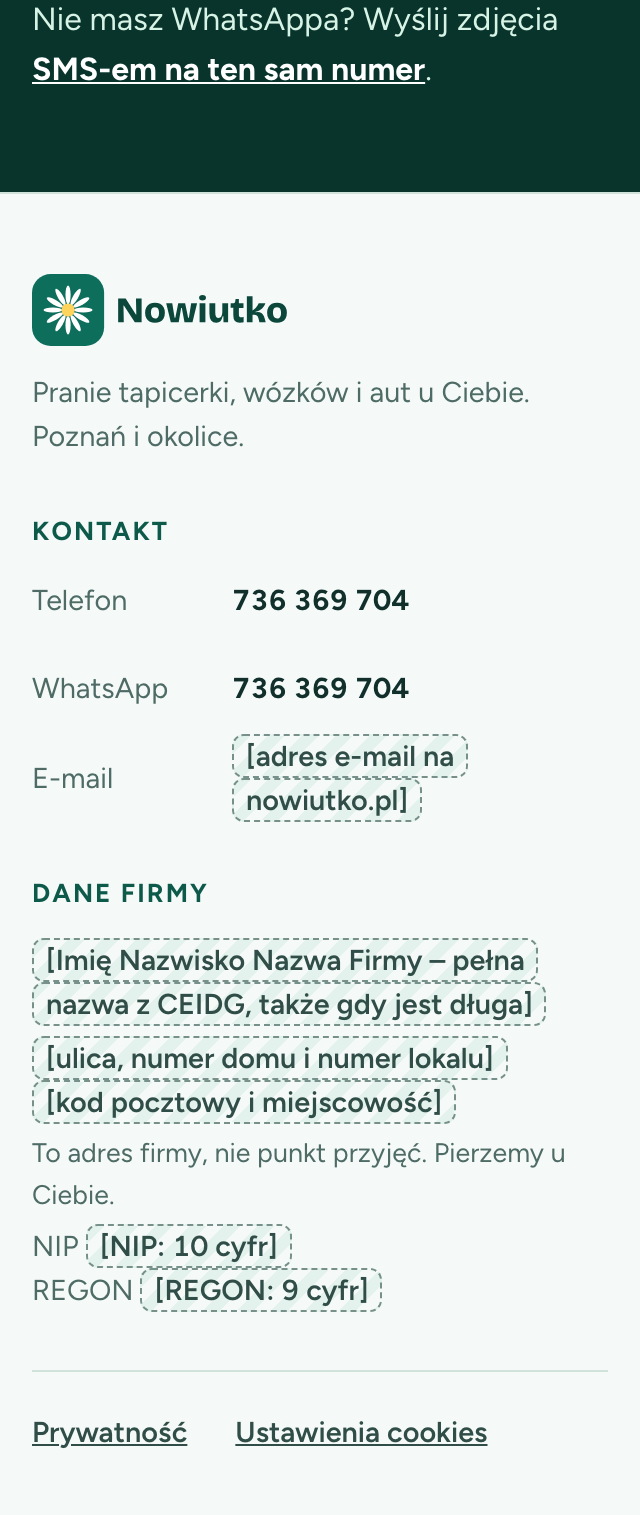 Nie masz WhatsAppa? Wyślij zdjęcia
SMS-em na ten sam numer.
Nowiutko
Pranie tapicerki, wózków i aut u Ciebie.
Poznań i okolice.
KONTAKT
Telefon 736 369 704
WhatsApp 736 369 704
E-mail [adres e-mail na
nowiutko.pl]
DANE FIRMY
[Imię Nazwisko Nazwa Firmy – pełna
nazwa z CEIDG, także gdy jest długa]
[ulica, numer domu i numer lokalu]
[kod pocztowy i miejscowość]
To adres firmy, nie punkt przyjęć. Pierzemy u
Ciebie.
NIP [NIP: 10 cyfr]
REGON [REGON: 9 cyfr]
Prywatność Ustawienia cookies